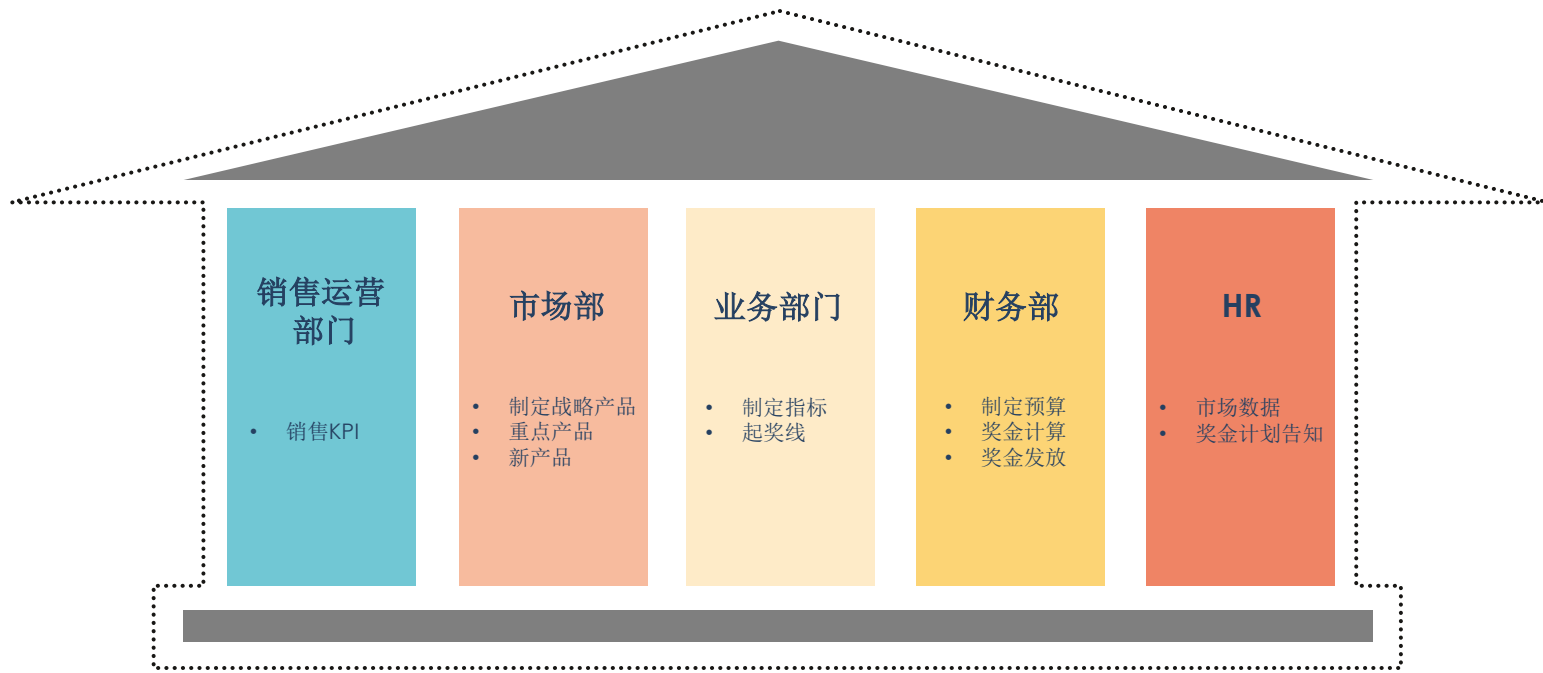 销售运营
部门
• 销售KPI
市场部
• 制定战略产品
• 重点产品
• 新产品
业务部门
• 制定指标
• 起奖线
财务部
• 制定预算
• 奖金计算
• 奖金发放
HR
• 市场数据
• 奖金计划告知